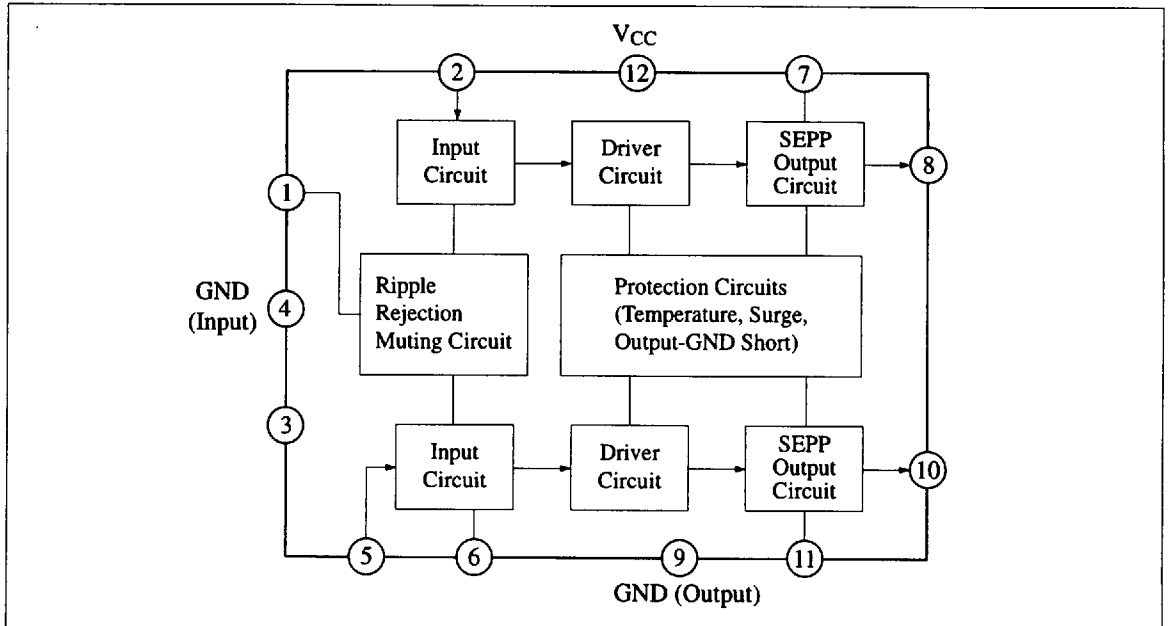 VCC
2
12
7
Input
Circuit
Driver
Circuit
SEPP
Output
Circuit
8
1
GND
(Input)
4
Ripple
Rejection
Muting Circuit
Protection Circuits
(Temperature, Surge,
Output-GND Short)
3
Input
Circuit
Driver
Circuit
SEPP
Output
Circuit
10
5
6
9
11
GND (Output)